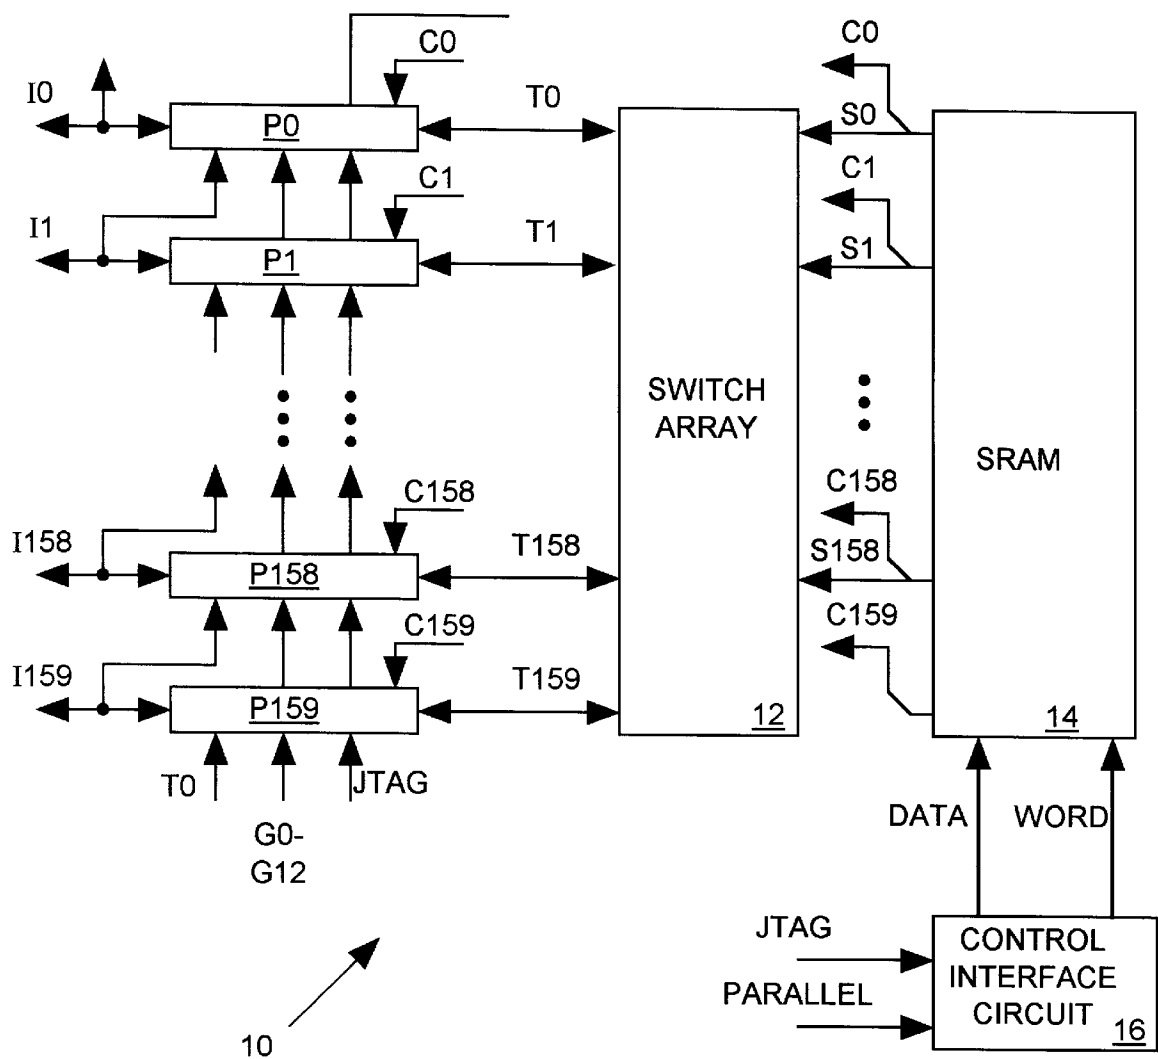 C0
C0
I0
P0
T0
S0
C1
C1
I1
P1
T1
S1
SWITCH
ARRAY
SRAM
C158
C158
I158
P158
T158
S158
C159
C159
I159
P159
T159
12
14
T0
JTAG
G0-
G12
DATA
WORD
JTAG
PARALLEL
CONTROL
INTERFACE
CIRCUIT
16
10